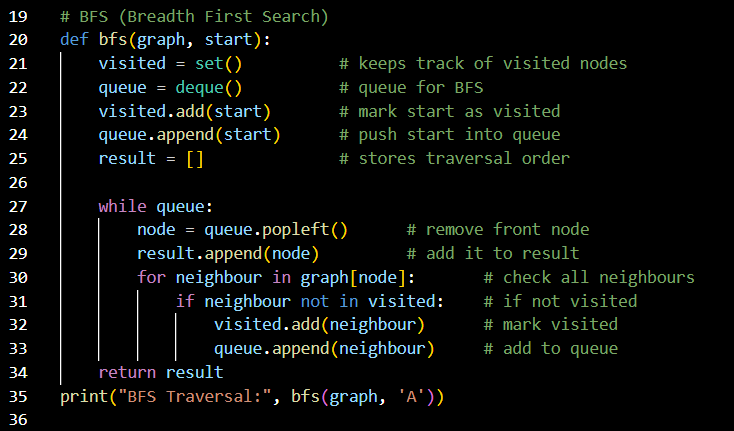 19 # BFS (Breadth First Search)
20 def bfs(graph, start):
21     visited = set()          # keeps track of visited nodes
22     queue = deque()          # queue for BFS
23     visited.add(start)       # mark start as visited
24     queue.append(start)      # push start into queue
25     result = []              # stores traversal order
26
27     while queue:
28         node = queue.popleft()      # remove front node
29         result.append(node)         # add it to result
30         for neighbour in graph[node]:       # check all neighbours
31             if neighbour not in visited:    # if not visited
32                 visited.add(neighbour)      # mark visited
33                 queue.append(neighbour)     # add to queue
34     return result
35 print("BFS Traversal:", bfs(graph, 'A'))
36